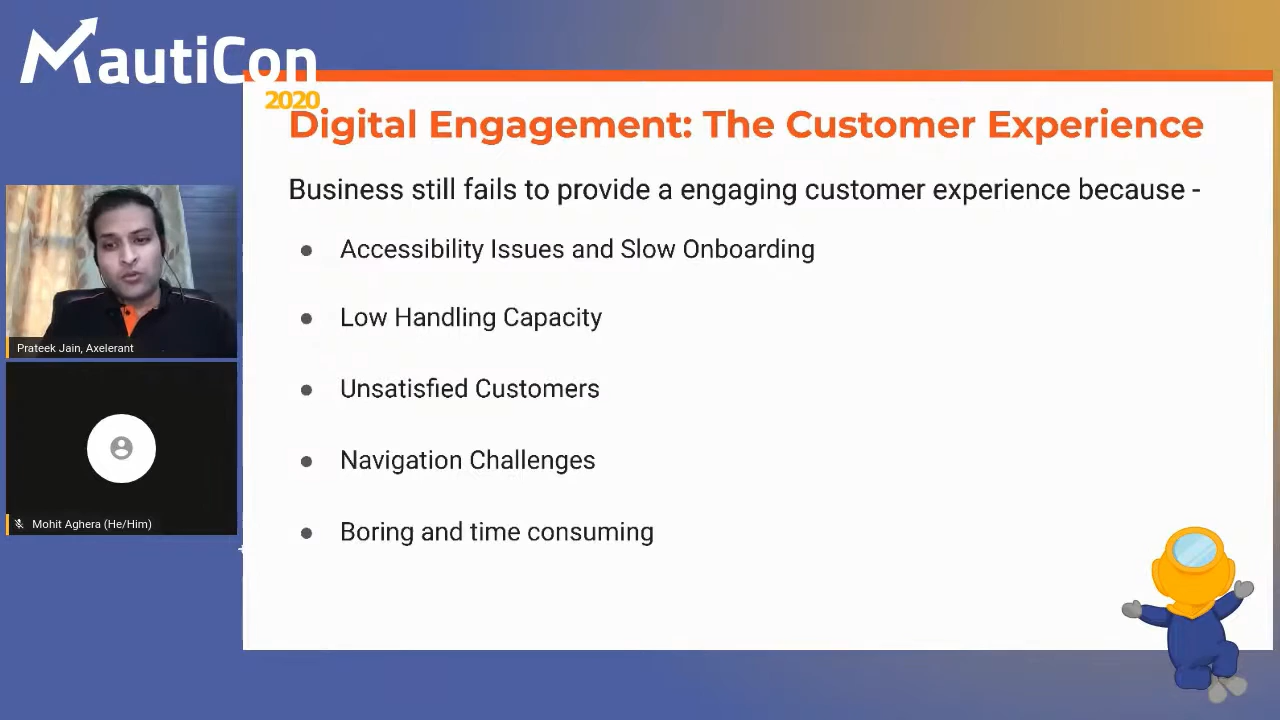 MautiCon
2020
Digital Engagement: The Customer Experience
Business still fails to provide a engaging customer experience because -
Accessibility Issues and Slow Onboarding
Low Handling Capacity
Unsatisfied Customers
Navigation Challenges
Boring and time consuming
Prateek Jain, Axelerant
Mohit Aghera (He/Him)